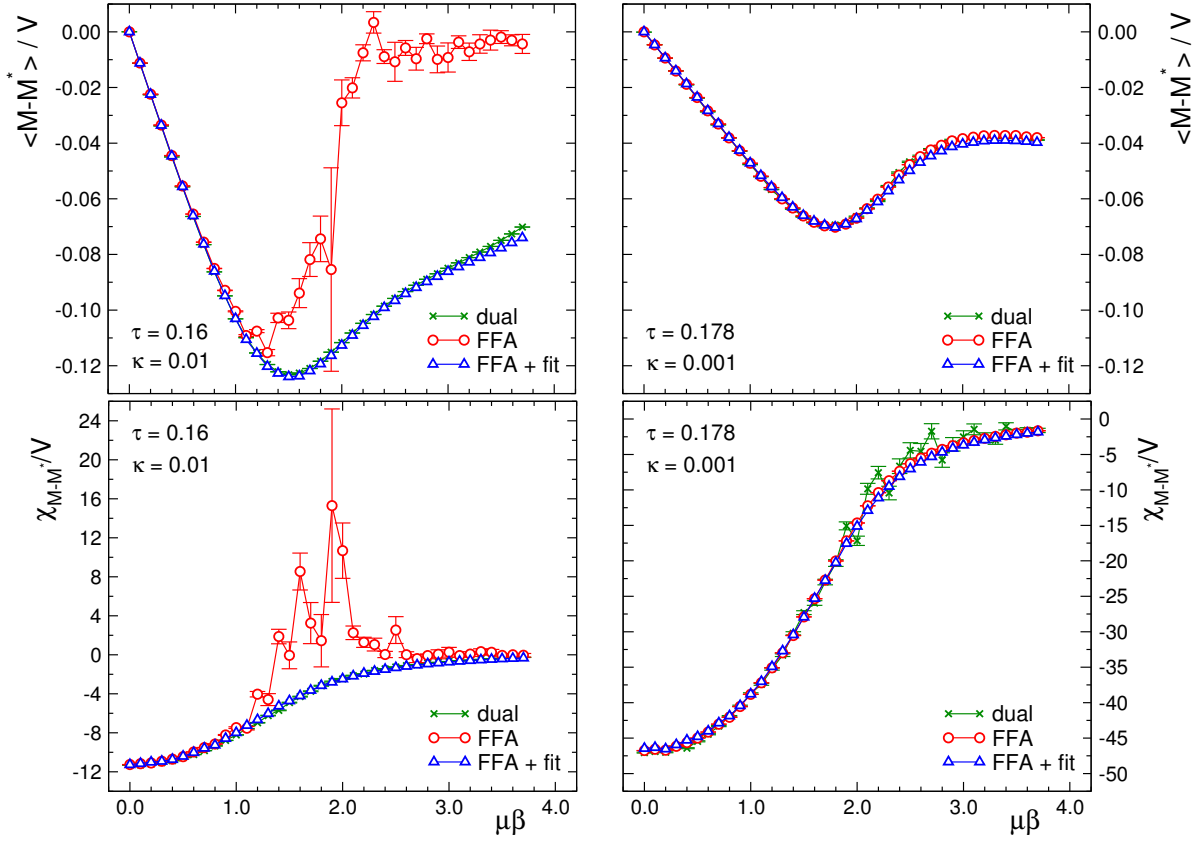 0.00
-0.02
-0.04
-0.06
-0.08
-0.10
-0.12
<M-M*> / V
τ = 0.16
κ = 0.01
dual
FFA
FFA + fit
0.00
-0.02
-0.04
-0.06
-0.08
-0.10
-0.12
<M-M*> / V
τ = 0.178
κ = 0.001
dual
FFA
FFA + fit
24
20
16
12
8
4
0
-4
-8
-12
χM-M*/V
τ = 0.16
κ = 0.01
dual
FFA
FFA + fit
0.0 1.0 2.0 3.0 4.0
μβ
0
-5
-10
-15
-20
-25
-30
-35
-40
-45
-50
χM-M*/V
τ = 0.178
κ = 0.001
dual
FFA
FFA + fit
0.0 1.0 2.0 3.0 4.0
μβ